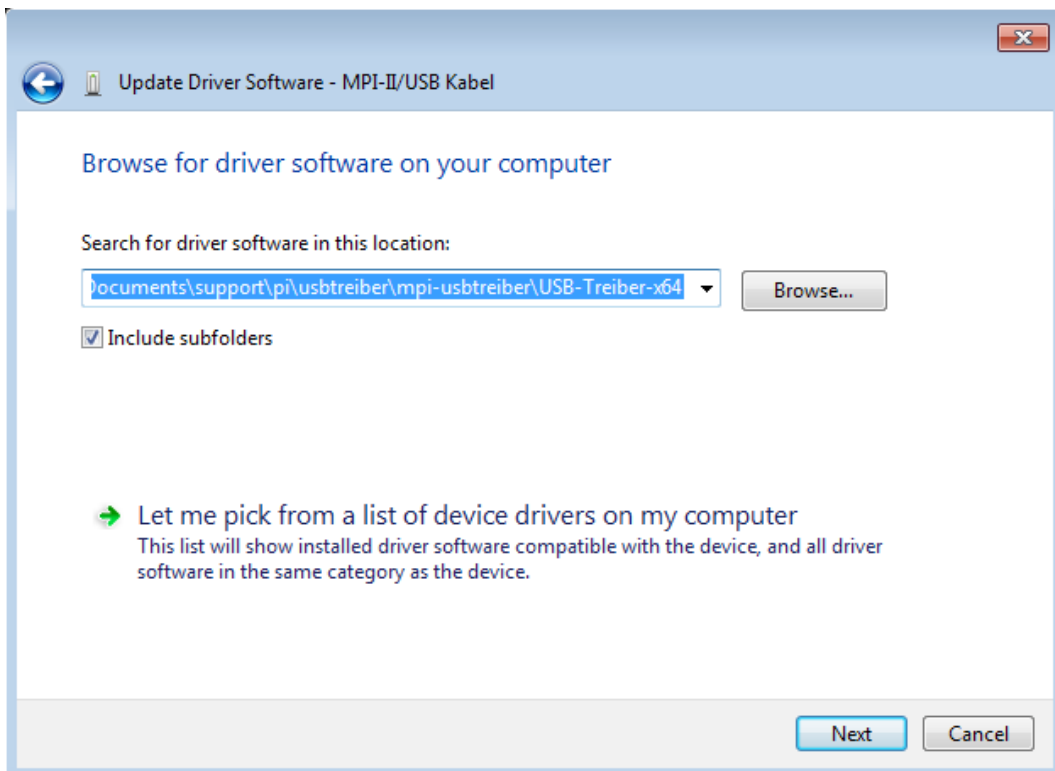 Update Driver Software - MPI-II/USB Kabel
Browse for driver software on your computer
Search for driver software in this location:
Documents\support\pi\usbtreiber\mpi-usbtreiber\USB-Treiber-x64
Browse...
Include subfolders
Let me pick from a list of device drivers on my computer
This list will show installed driver software compatible with the device, and all driver
software in the same category as the device.
Next
Cancel